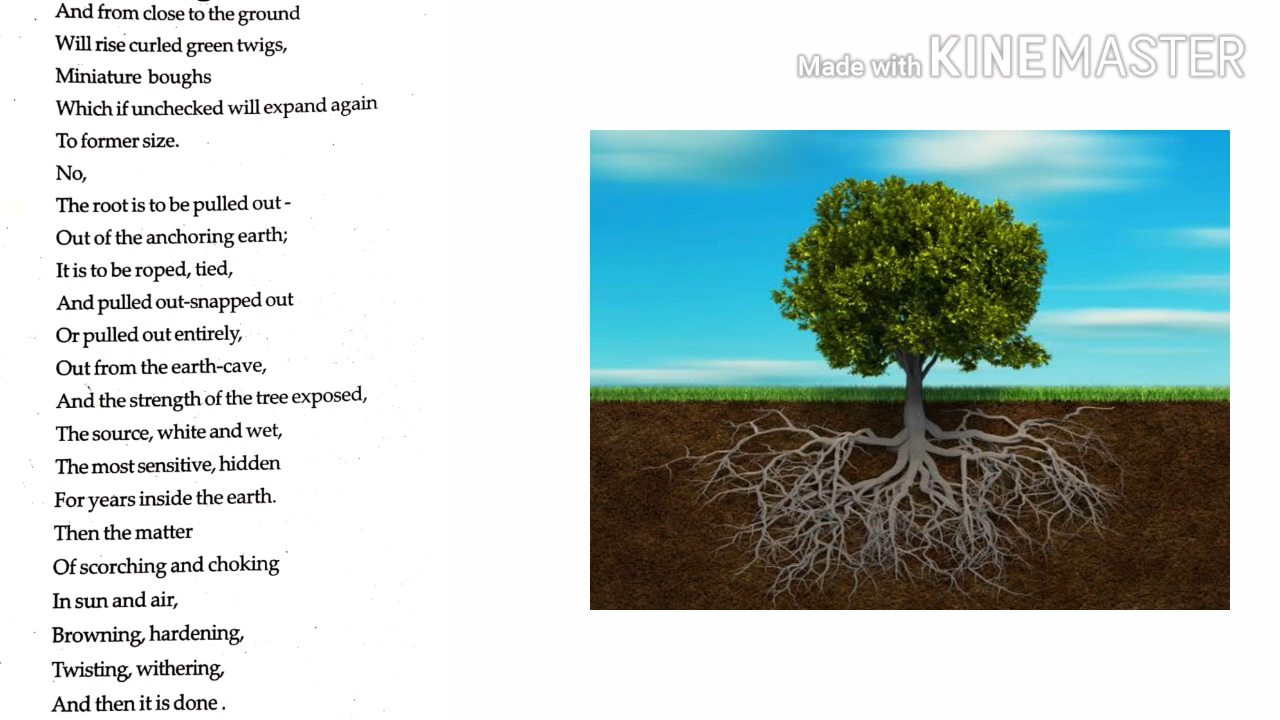 And from close to the ground
Will rise curled green twigs,
Miniature boughs
Which if unchecked will expand again
To former size.
No,
The root is to be pulled out -
Out of the anchoring earth;
It is to be roped, tied,
And pulled out-snapped out
Or pulled out entirely,
Out from the earth-cave,
And the strength of the tree exposed,
The source, white and wet,
The most sensitive, hidden
For years inside the earth.
Then the matter
Of scorching and choking
In sun and air,
Browning, hardening,
Twisting, withering,
And then it is done .
Made with KINEMASTER